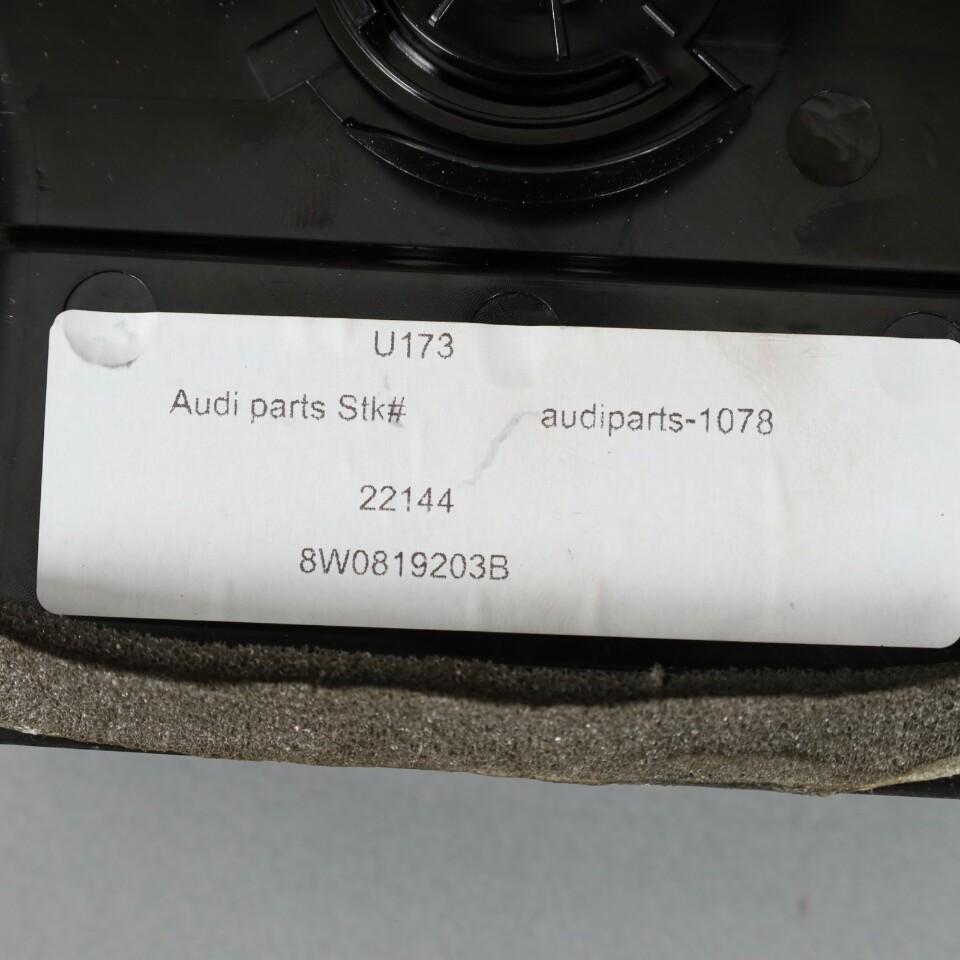 U173
Audi parts Stk# audiparts-1078
22144
8W0819203B